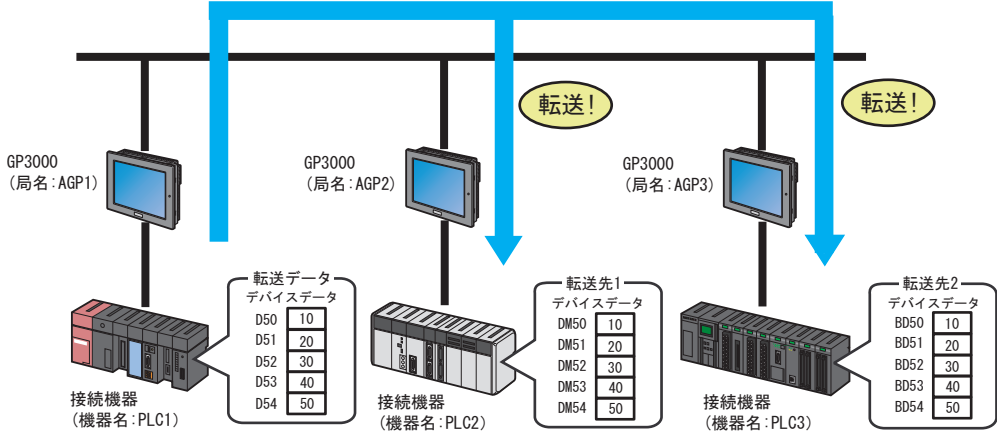 転送!
転送!
GP3000
(局名:AGP1)
GP3000
(局名:AGP2)
GP3000
(局名:AGP3)
転送データ
デバイスデータ
D50 10
D51 20
D52 30
D53 40
D54 50
接続機器
(機器名:PLC1)
転送先1
デバイスデータ
DM50 10
DM51 20
DM52 30
DM53 40
DM54 50
接続機器
(機器名:PLC2)
転送先2
デバイスデータ
BD50 10
BD51 20
BD52 30
BD53 40
BD54 50
接続機器
(機器名:PLC3)